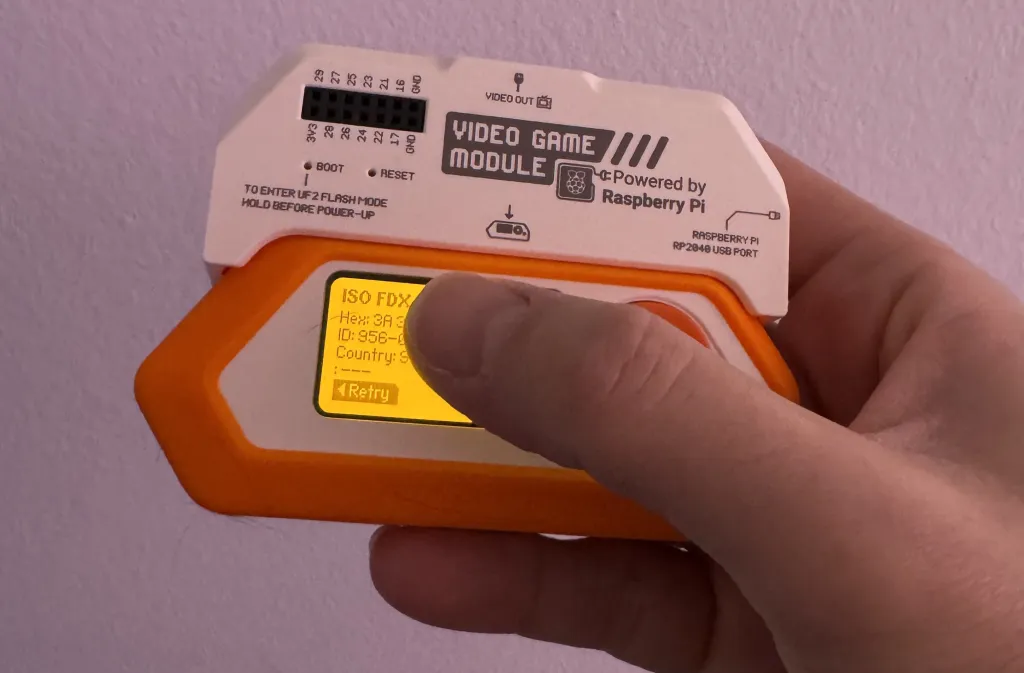 29 27 25 23 21 16 GND
3V3 28 26 24 22 17 GND
BOOT
RESET
TO ENTER UF2 FLASH MODE
HOLD BEFORE POWER-UP
VIDEO OUT
VIDEO GAME
MODULE
Powered by
Raspberry Pi
RASPBERRY PI
RP2040 USB PORT
ISO FDX
Hex: 3A
ID: 956-
Country:
: ---
Retry